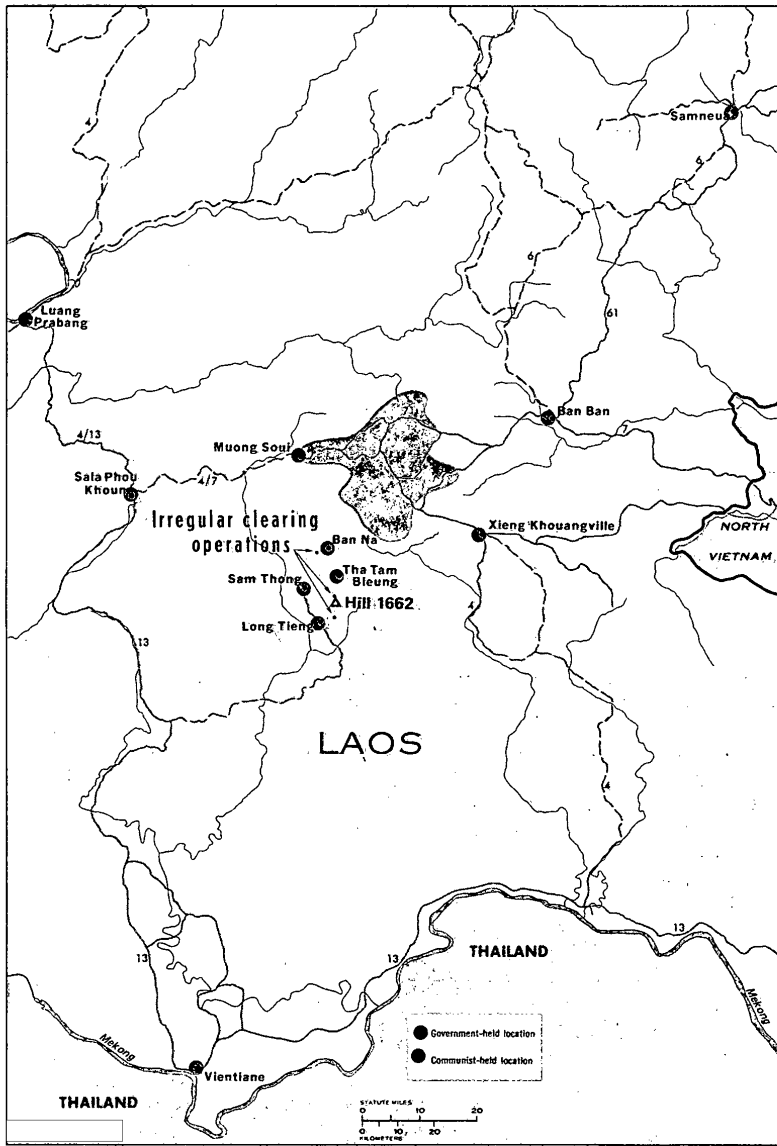 4
Samneua
6
6
61
Luang
Prabang
Ban Ban
4/13
Muong Soui
4/7
Sala Phou
Khoum
Irregular clearing
operations
Ban Na
Xieng Khouangville
NORTH
VIETNAM
Tha Tam
Bleung
Sam Thong
Hill 1662
4
Long Tieng
13
LAOS
4
13
13
13
THAILAND
Mekong
Mekong
Government-held location
Communist-held location
Vientiane
THAILAND
STATUTE MILES
0 10 20
0 10 20
KILOMETERS